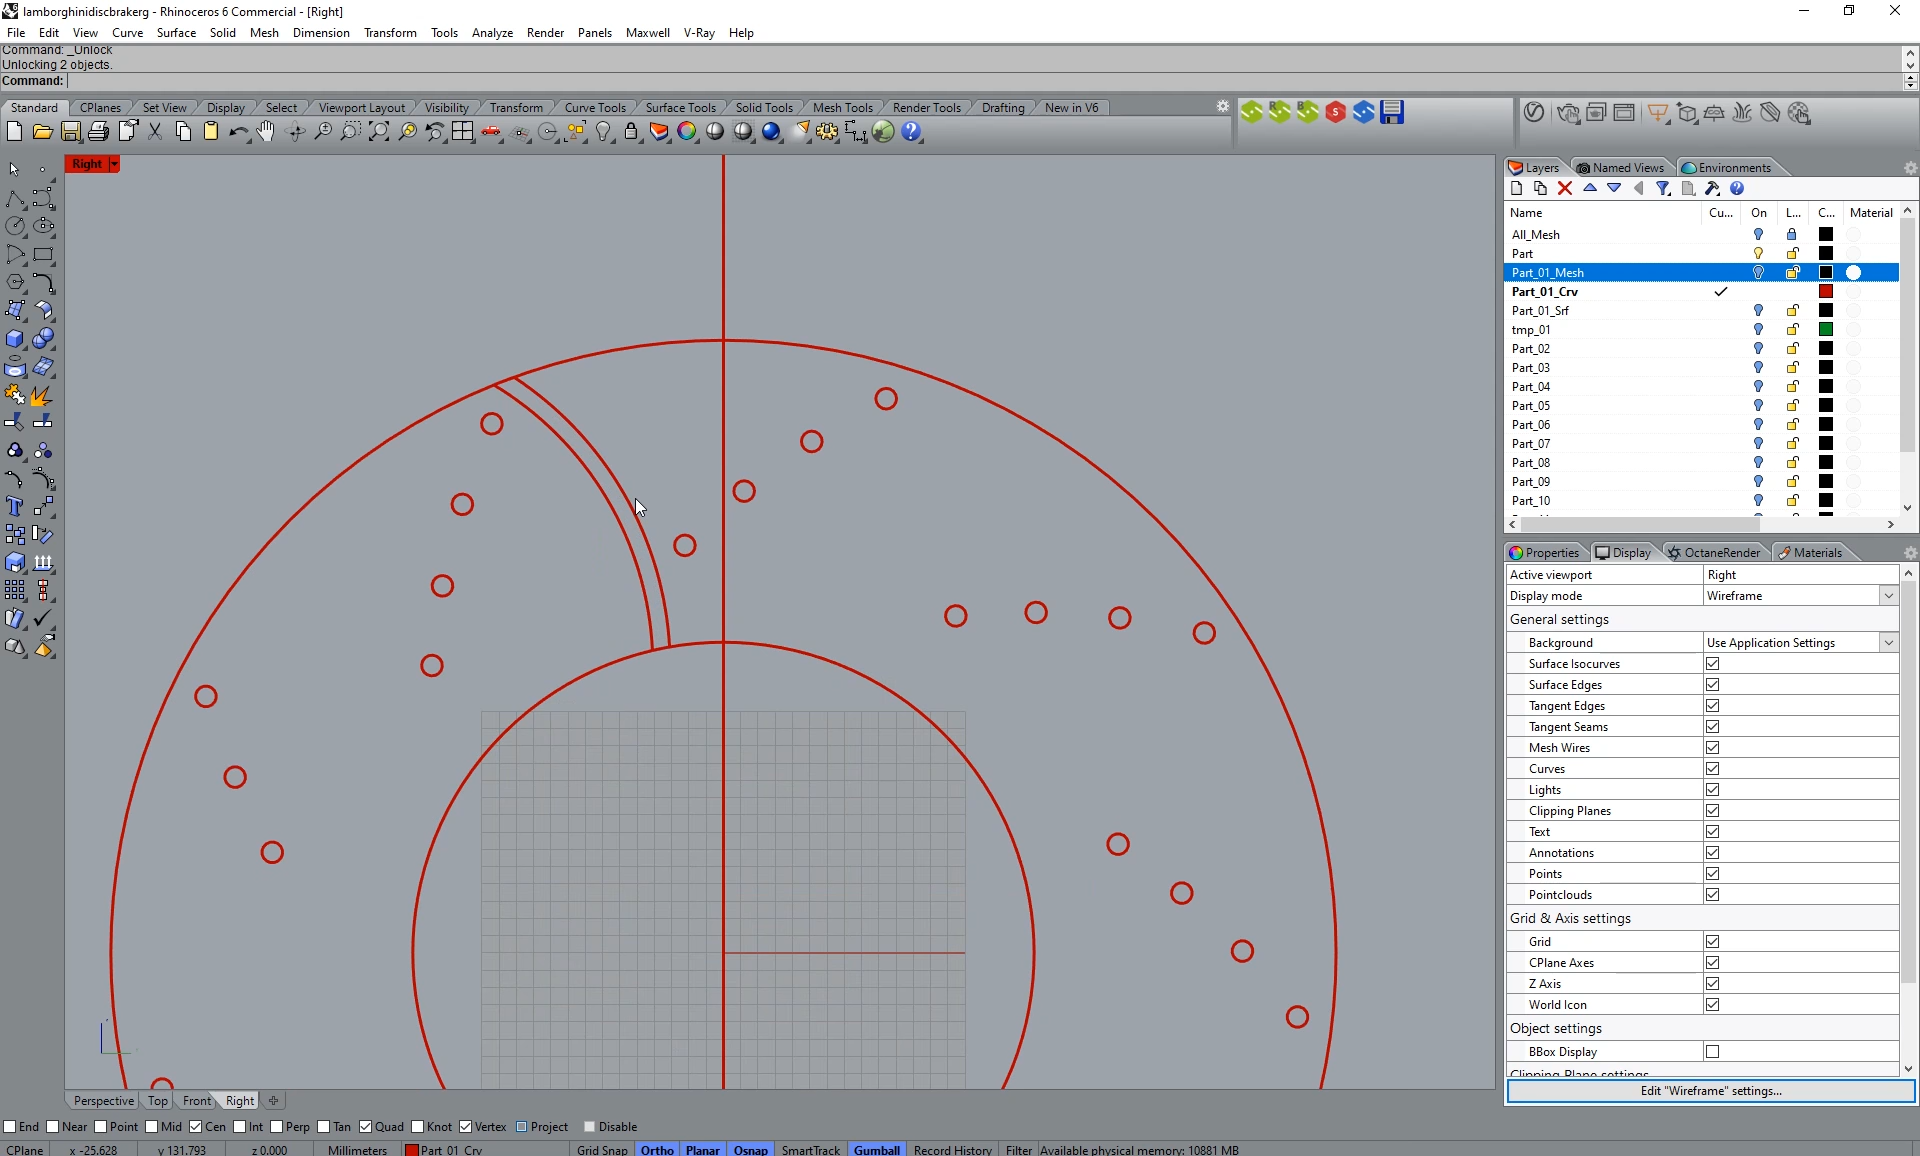 lamborghinidiscbrakerg - Rhinoceros 6 Commercial - [Right]
File Edit View Curve Surface Solid Mesh Dimension Transform Tools Analyze Render Panels Maxwell V-Ray Help
Command: _Unlock
Unlocking 2 objects.
Command:
Standard CPlanes Set View Display Select Viewport Layout Visibility Transform Curve Tools Surface Tools Solid Tools Mesh Tools Render Tools Drafting New in V6
Right
Layers Named Views Environments
Name Cu... On L... C... Material
All_Mesh
Part
Part_01_Mesh
Part_01_Crv
Part_01_Srf
tmp_01
Part_02
Part_03
Part_04
Part_05
Part_06
Part_07
Part_08
Part_09
Part_10
Properties Display OctaneRender Materials
Active viewport Right
Display mode Wireframe
General settings
Background Use Application Settings
Surface Isocurves
Surface Edges
Tangent Edges
Tangent Seams
Mesh Wires
Curves
Lights
Clipping Planes
Text
Annotations
Points
Pointclouds
Grid & Axis settings
Grid
CPlane Axes
Z Axis
World Icon
Object settings
BBox Display
Clipping Plane settings
Edit "Wireframe" settings...
Perspective Top Front Right
End Near Point Mid Cen Int Perp Tan Quad Knot Vertex Project Disable
CPlane x -25.628 y 131.793 z 0.000 Millimeters Part_01_Crv Grid Snap Ortho Planar Osnap SmartTrack Gumball Record History Filter Available physical memory: 10881 MB